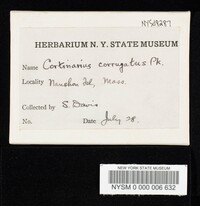 NYSf3297
HERBARIUM N. Y. STATE MUSEUM
Name Cortinarius corrugatus Pk.
Locality Naushon Isl, Mass.
Collected by S. Davis
No. Date July 28.
NEW YORK STATE MUSEUM
NYSM 0 000 006 632